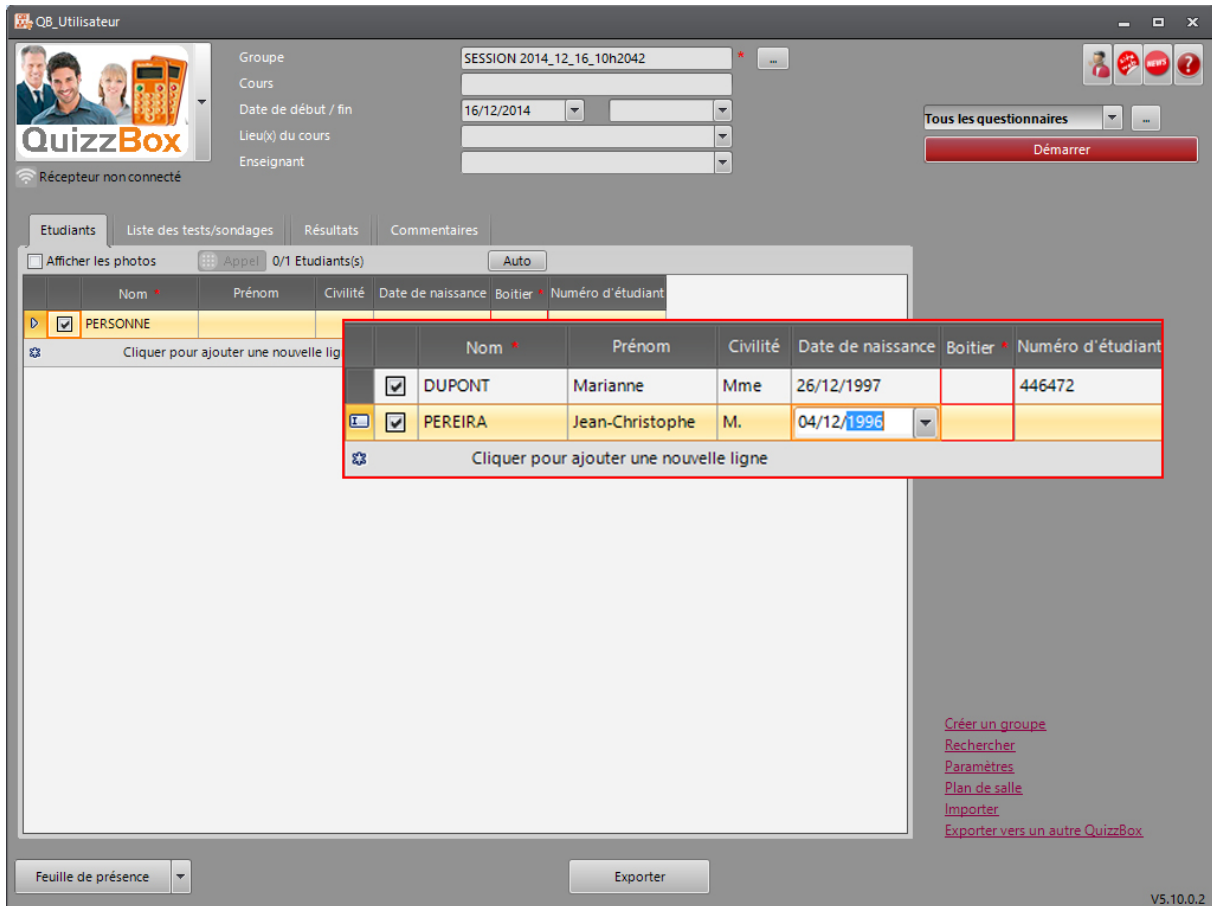 QB_Utilisateur
QuizzBox
Récepteur non connecté
Groupe SESSION 2014_12_16_10h2042 * ...
Cours
Date de début / fin 16/12/2014
Lieu(x) du cours
Enseignant
site web
NEWS
?
Tous les questionnaires ...
Démarrer
Etudiants Liste des tests/sondages Résultats Commentaires
Afficher les photos Appel 0/1 Etudiants(s) Auto
Nom * Prénom Civilité Date de naissance Boitier * Numéro d'étudiant
PERSONNE
Cliquer pour ajouter une nouvelle lig
Nom * Prénom Civilité Date de naissance Boitier * Numéro d'étudiant
DUPONT Marianne Mme 26/12/1997 446472
PEREIRA Jean-Christophe M. 04/12/1996
Cliquer pour ajouter une nouvelle ligne
Créer un groupe
Rechercher
Paramètres
Plan de salle
Importer
Exporter vers un autre QuizzBox
Feuille de présence Exporter
V5.10.0.2